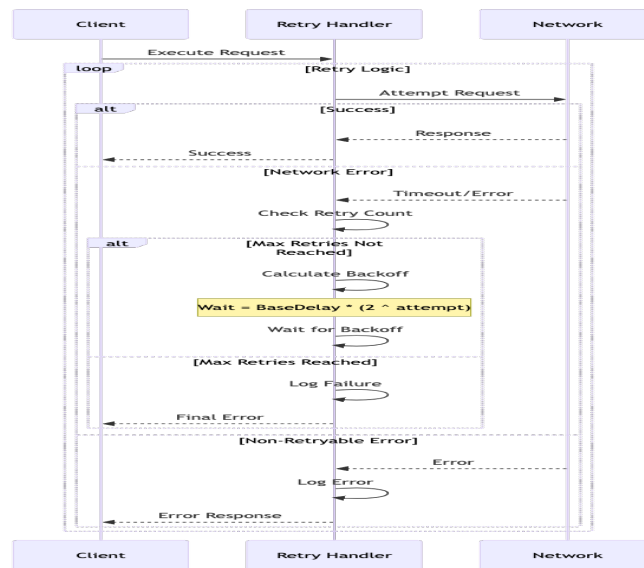 Client
Retry Handler
Network
Execute Request
loop
[Retry Logic]
Attempt Request
alt
[Success]
Response
Success
[Network Error]
Timeout/Error
Check Retry Count
alt
[Max Retries Not
Reached]
Calculate Backoff
Wait = BaseDelay * (2 ^ attempt)
Wait for Backoff
[Max Retries Reached]
Log Failure
Final Error
[Non-Retryable Error]
Error
Log Error
Error Response
Client
Retry Handler
Network